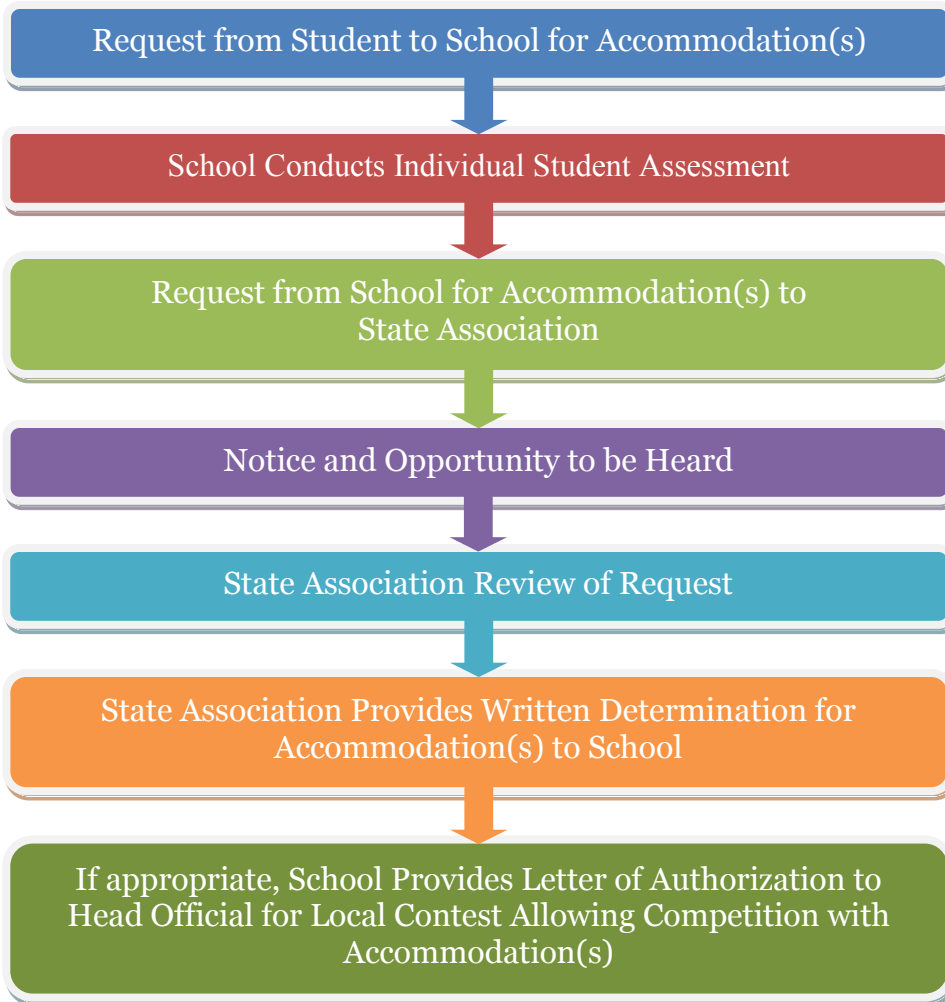 Request from Student to School for Accommodation(s)
School Conducts Individual Student Assessment
Request from School for Accommodation(s) to
State Association
Notice and Opportunity to be Heard
State Association Review of Request
State Association Provides Written Determination for
Accommodation(s) to School
If appropriate, School Provides Letter of Authorization to
Head Official for Local Contest Allowing Competition with
Accommodation(s)